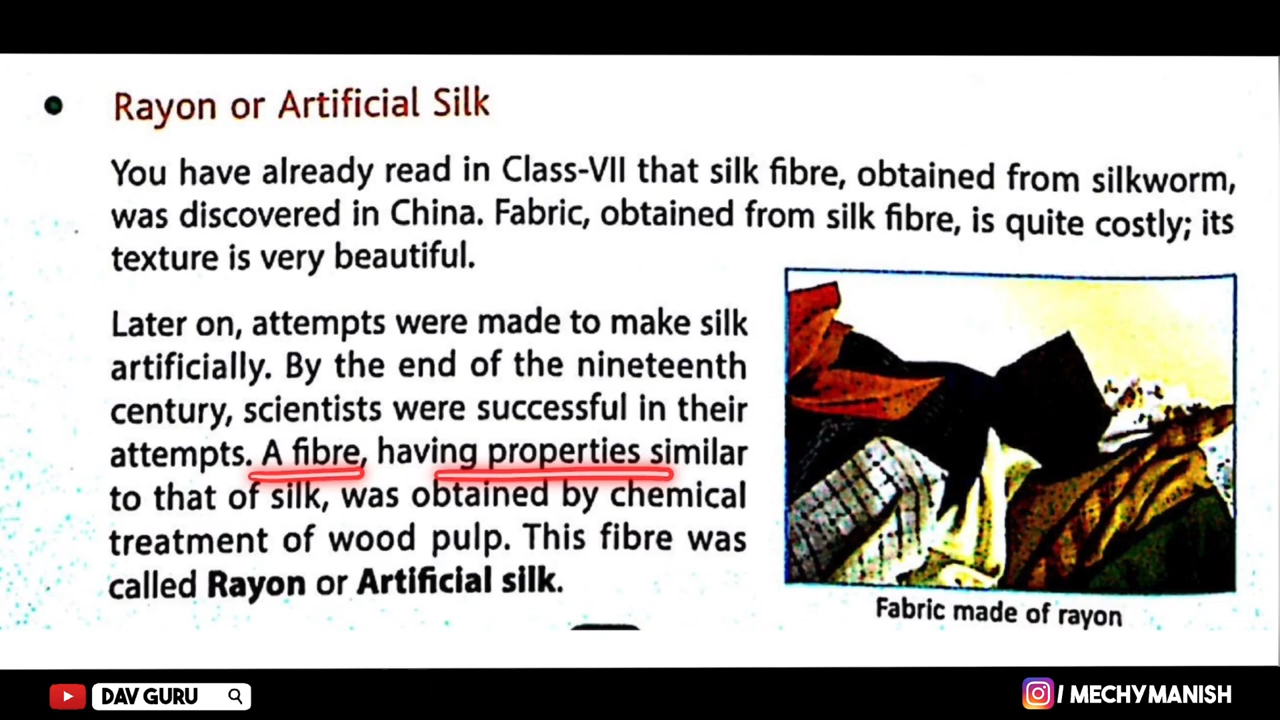 Rayon or Artificial Silk
You have already read in Class-VII that silk fibre, obtained from silkworm,
was discovered in China. Fabric, obtained from silk fibre, is quite costly; its
texture is very beautiful.
Later on, attempts were made to make silk
artificially. By the end of the nineteenth
century, scientists were successful in their
attempts. A fibre, having properties similar
to that of silk, was obtained by chemical
treatment of wood pulp. This fibre was
called Rayon or Artificial silk.
Fabric made of rayon
DAV GURU
/ MECHYMANISH